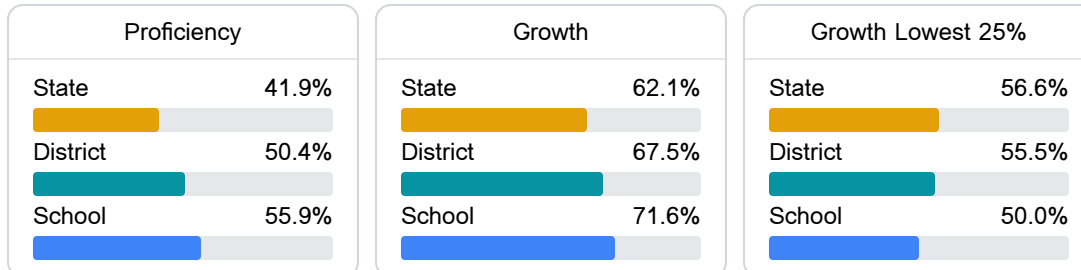 Proficiency
State 41.9%
District 50.4%
School 55.9%
Growth
State 62.1%
District 67.5%
School 71.6%
Growth Lowest 25%
State 56.6%
District 55.5%
School 50.0%